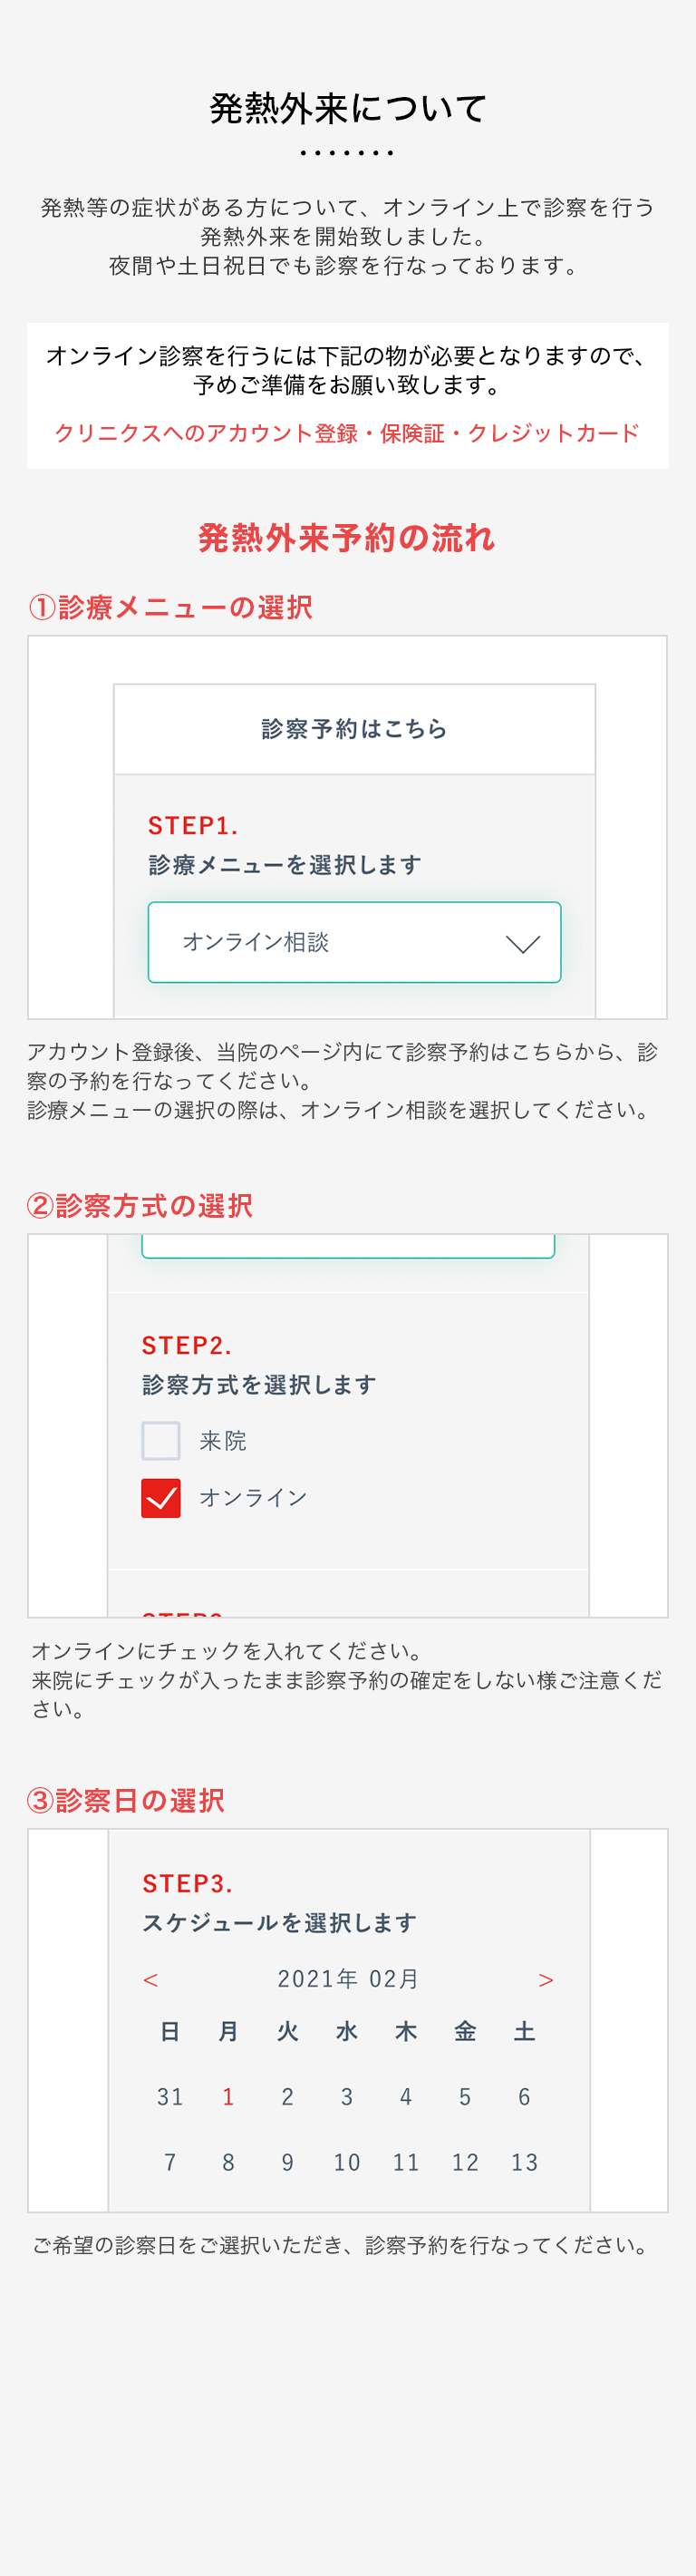 発熱外来について
・・・・・・・
発熱等の症状がある方について、オンライン上で診察を行う
発熱外来を開始致しました。
夜間や土日祝日でも診察を行なっております。
オンライン診察を行うには下記の物が必要となりますので、
予めご準備をお願い致します。
クリニクスへのアカウント登録・保険証・クレジットカード
発熱外来予約の流れ
①診療メニューの選択
診察予約はこちら
STEP1.
診療メニューを選択します
オンライン相談
アカウント登録後、当院のページ内にて診察予約はこちらから、診
察の予約を行なってください。
診療メニューの選択の際は、オンライン相談を選択してください。
②診察方式の選択
STEP2.
診察方式を選択します
来院
オンライン
オンラインにチェックを入れてください。
来院にチェックが入ったまま診察予約の確定をしない様ご注意くだ
さい。
③診察日の選択
STEP3.
スケジュールを選択します
< 2021年 02月 >
日 月 火 水 木 金 土
31 1 2 3 4 5 6
7 8 9 10 11 12 13
ご希望の診察日をご選択いただき、診察予約を行なってください。